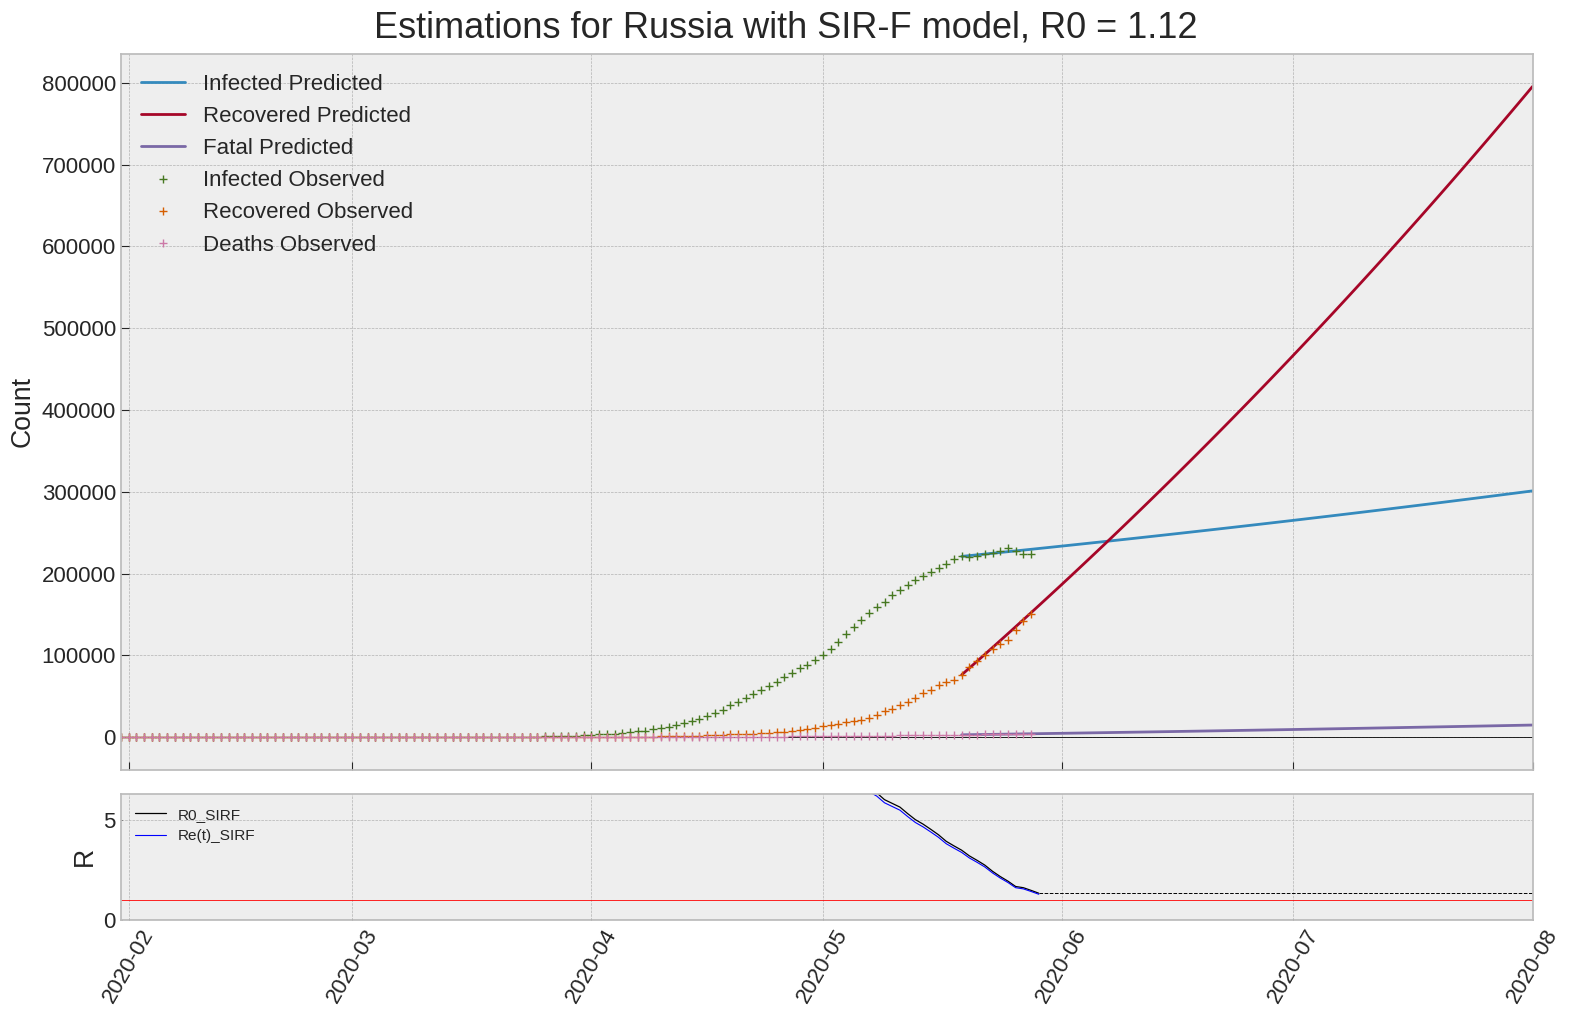 Estimations for Russia with SIR-F model, R0 = 1.12
Infected Predicted
Recovered Predicted
Fatal Predicted
Infected Observed
Recovered Observed
Deaths Observed
800000
700000
600000
500000
400000
300000
200000
100000
0
Count
R0_SIRF
Re(t)_SIRF
5
0
R
2020-02
2020-03
2020-04
2020-05
2020-06
2020-07
2020-08